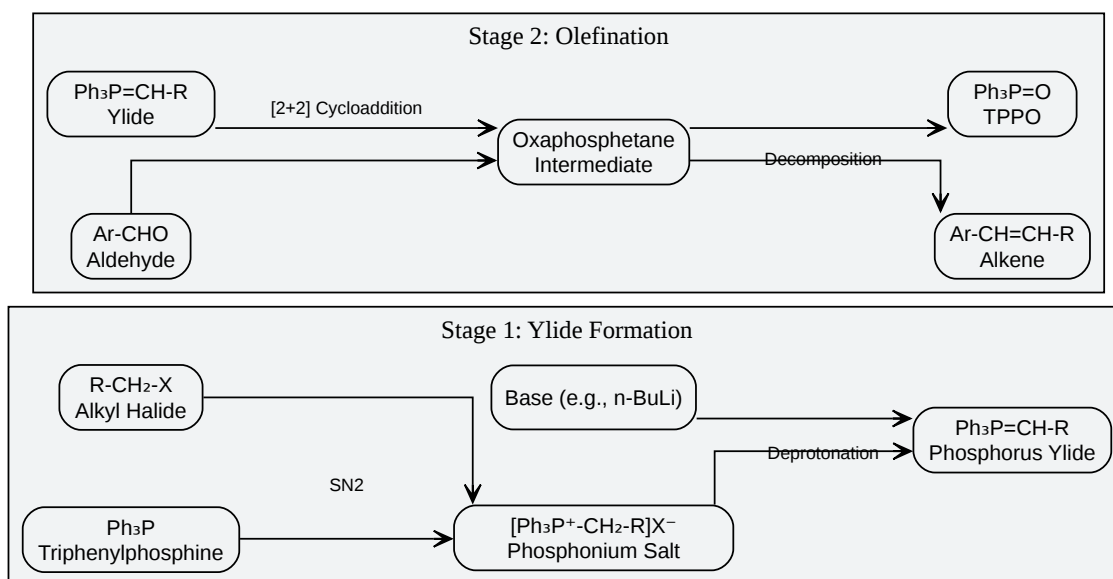 Stage 2: Olefination
Ph₃P=CH-R
Ylide
[2+2] Cycloaddition
Oxaphosphetane
Intermediate
Ph₃P=O
TPPO
Decomposition
Ar-CHO
Aldehyde
Ar-CH=CH-R
Alkene
Stage 1: Ylide Formation
R-CH₂-X
Alkyl Halide
Base (e.g., n-BuLi)
Ph₃P=CH-R
Phosphorus Ylide
Deprotonation
SN2
Ph₃P
Triphenylphosphine
[Ph₃P⁺-CH₂-R]X⁻
Phosphonium Salt